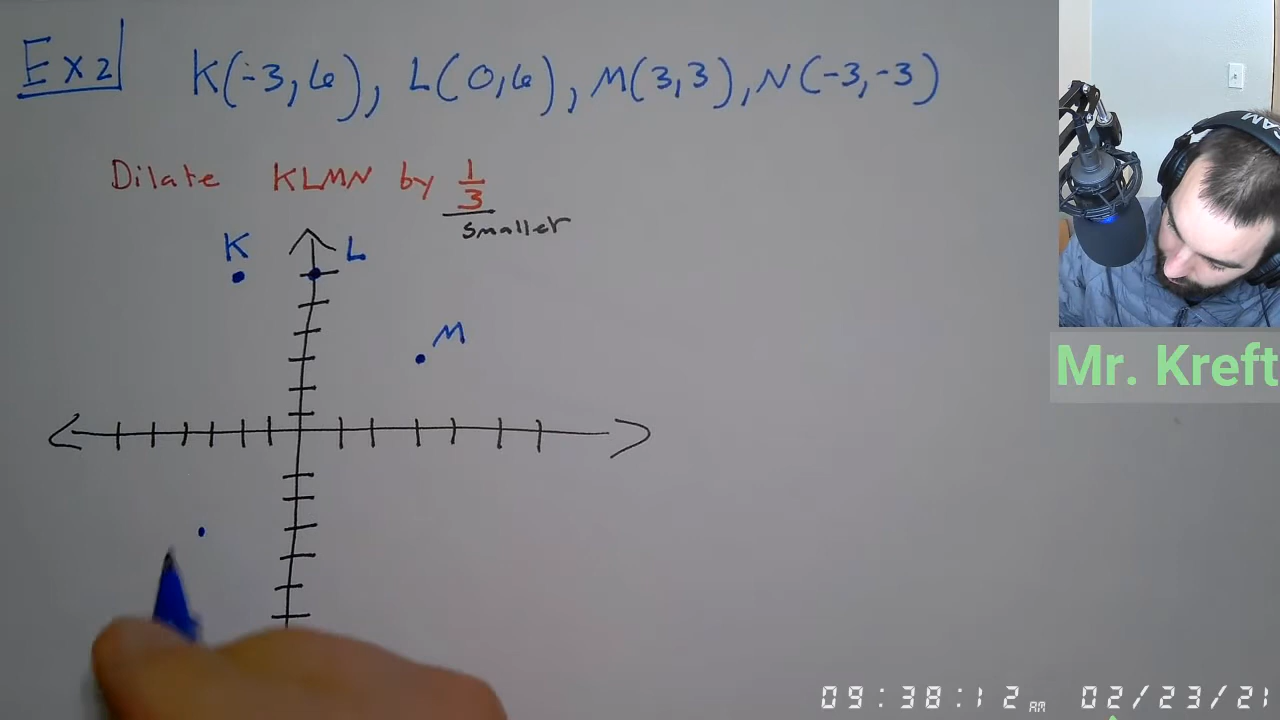 Ex2 K(-3,6), L(0,6), M(3,3), N(-3,-3)
Dilate KLMN by 1/3
smaller
K L
M
CAM
Mr. Kreft
09:38:12 AM 02/23/21